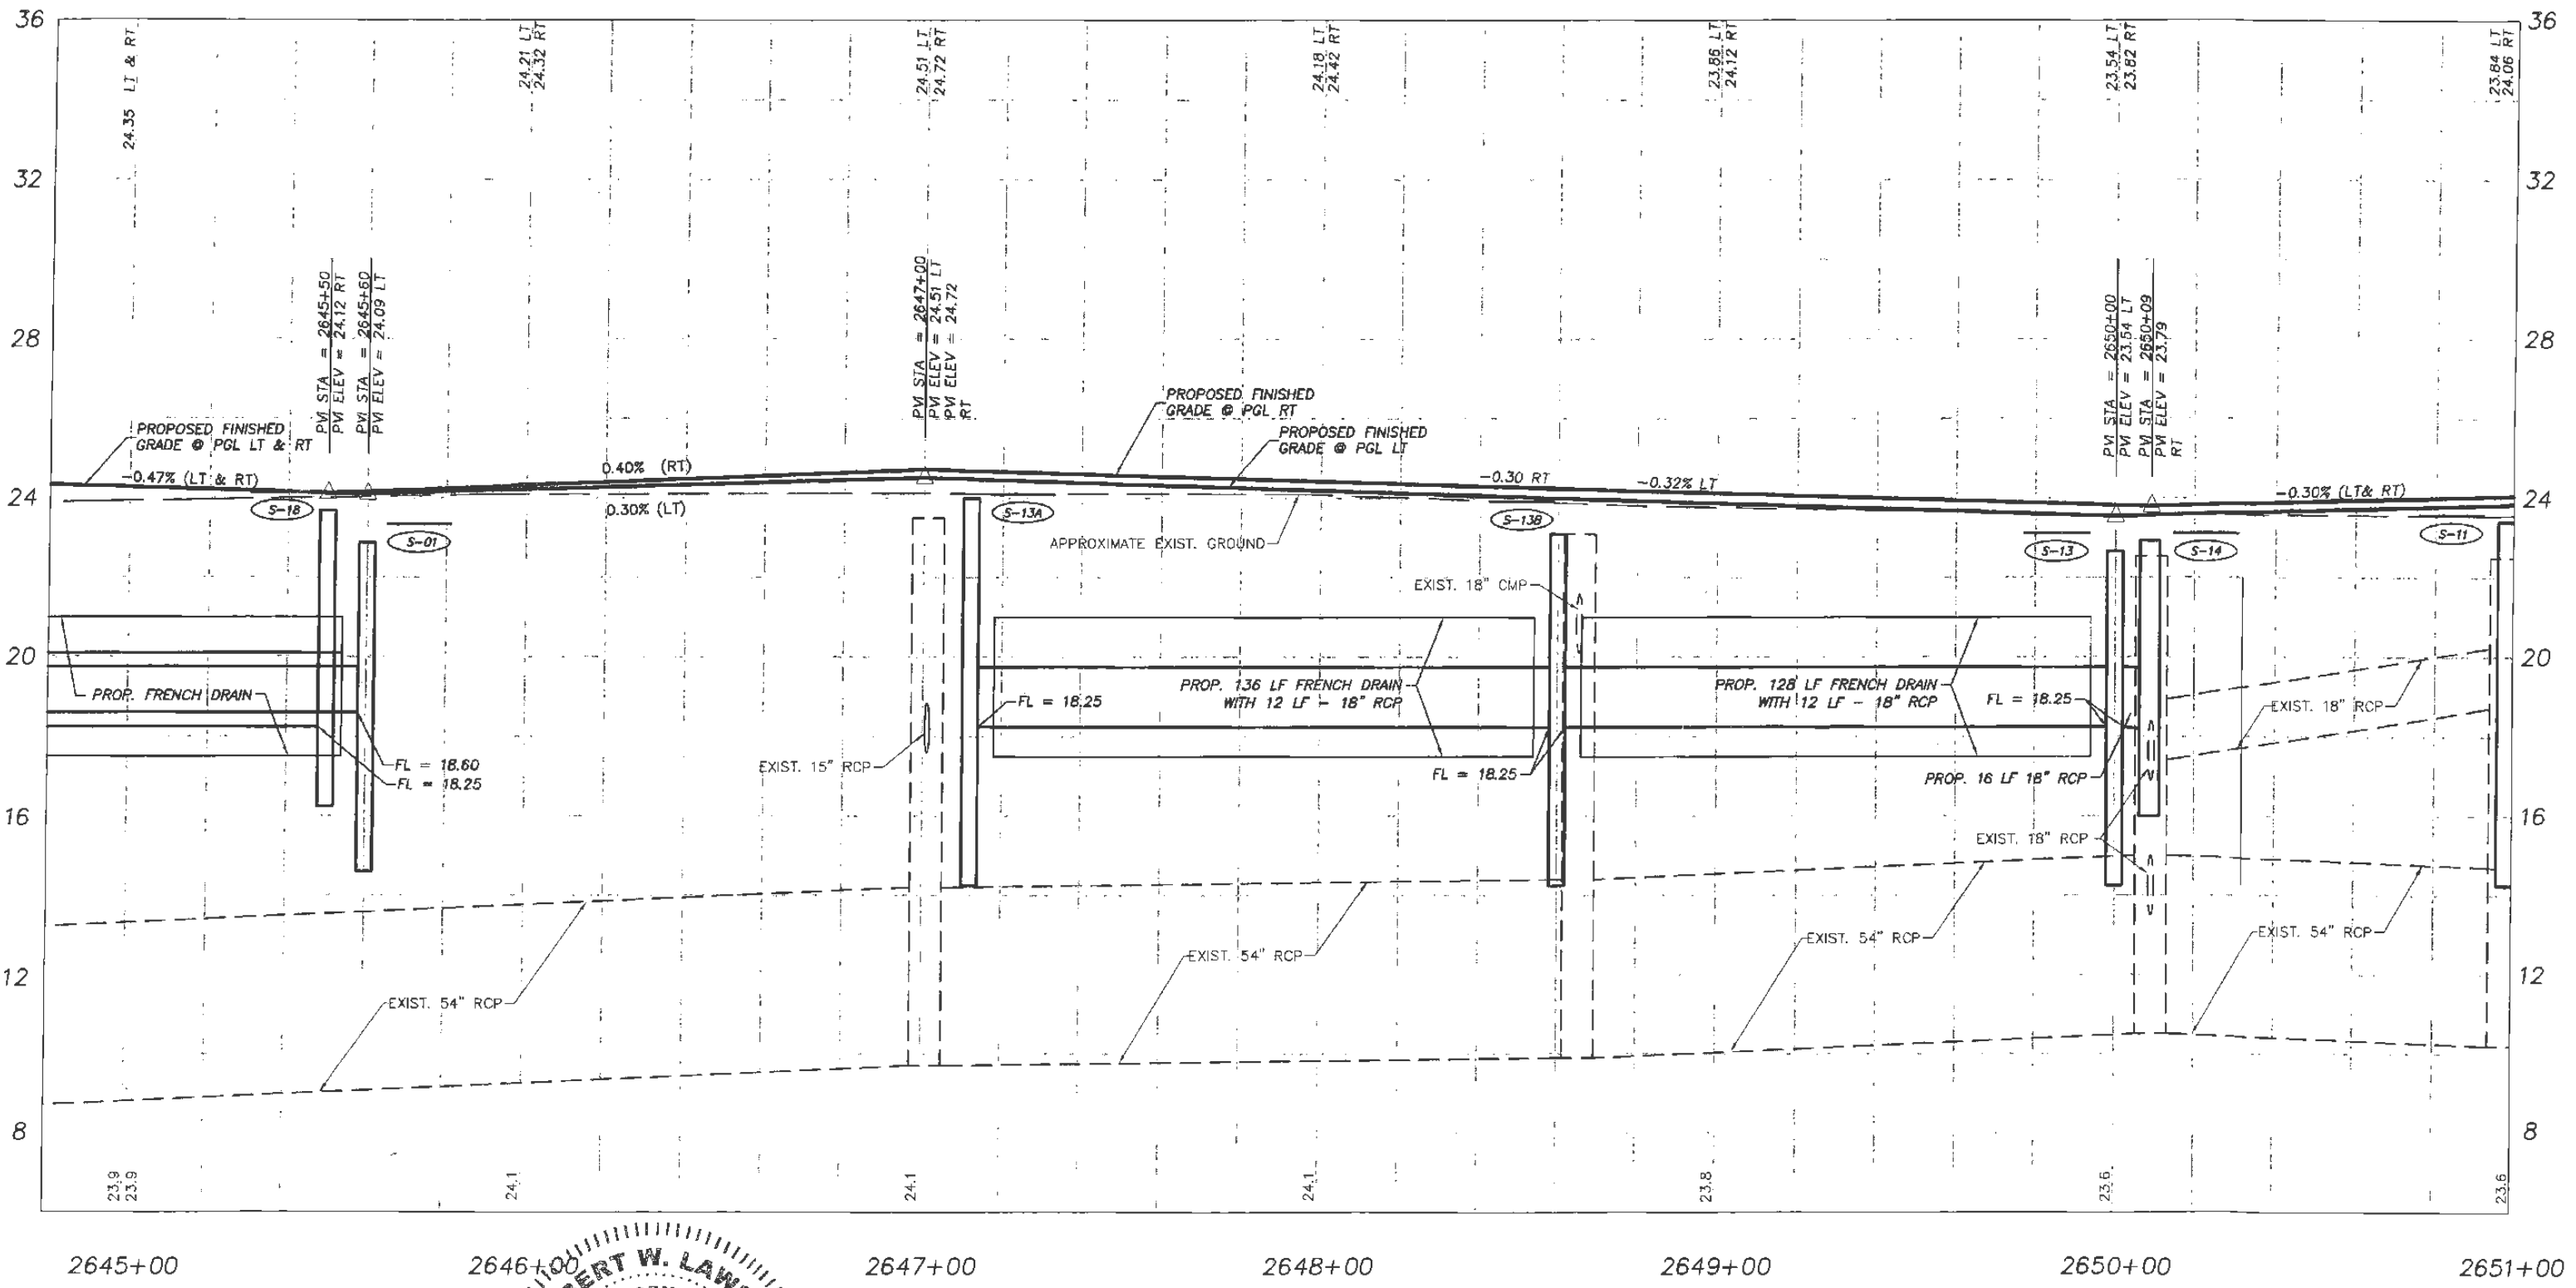 36
36
24.35 LT & RT
24.21 LT
24.32 RT
24.51 LT
24.72 RT
24.18 LT
24.42 RT
23.86 LT
24.12 RT
23.54 LT
23.82 RT
23.84 LT
24.06 RT
32
32
PVI STA = 2645+50
PVI ELEV = 24.12 RT
PVI STA = 2645+60
PVI ELEV = 24.09 LT
PVI STA = 2647+00
PVI ELEV = 24.51 LT
PVI ELEV = 24.72
RT
PVI STA = 2650+00
PVI ELEV = 23.54 LT
PVI STA = 2650+09
PVI ELEV = 23.79
RT
28
28
PROPOSED FINISHED
GRADE @ PGL RT
PROPOSED FINISHED
GRADE @ PGL LT & RT
PROPOSED FINISHED
GRADE @ PGL LT
-0.47% (LT & RT)
0.40% (RT)
-0.30 RT
-0.32% LT
-0.30% (LT& RT)
24
24
S-18
0.30% (LT)
S-13A
S-13B
S-11
S-01
APPROXIMATE EXIST. GROUND
S-13
S-14
EXIST. 18" CMP
20
20
PROP. FRENCH DRAIN
FL = 18.25
PROP. 136 LF FRENCH DRAIN
WITH 12 LF - 18" RCP
PROP. 128 LF FRENCH DRAIN
WITH 12 LF - 18" RCP
FL = 18.25
EXIST. 18" RCP
FL = 18.60
FL = 18.25
EXIST. 15" RCP
FL = 18.25
PROP. 16 LF 18" RCP
16
16
EXIST. 18" RCP
EXIST. 54" RCP
EXIST. 54" RCP
EXIST. 54" RCP
EXIST. 54" RCP
12
12
8
8
23.9
23.9
24.1
24.1
24.1
23.8
23.6
23.6
2645+00
2646+00
2647+00
2648+00
2649+00
2650+00
2651+00
W.